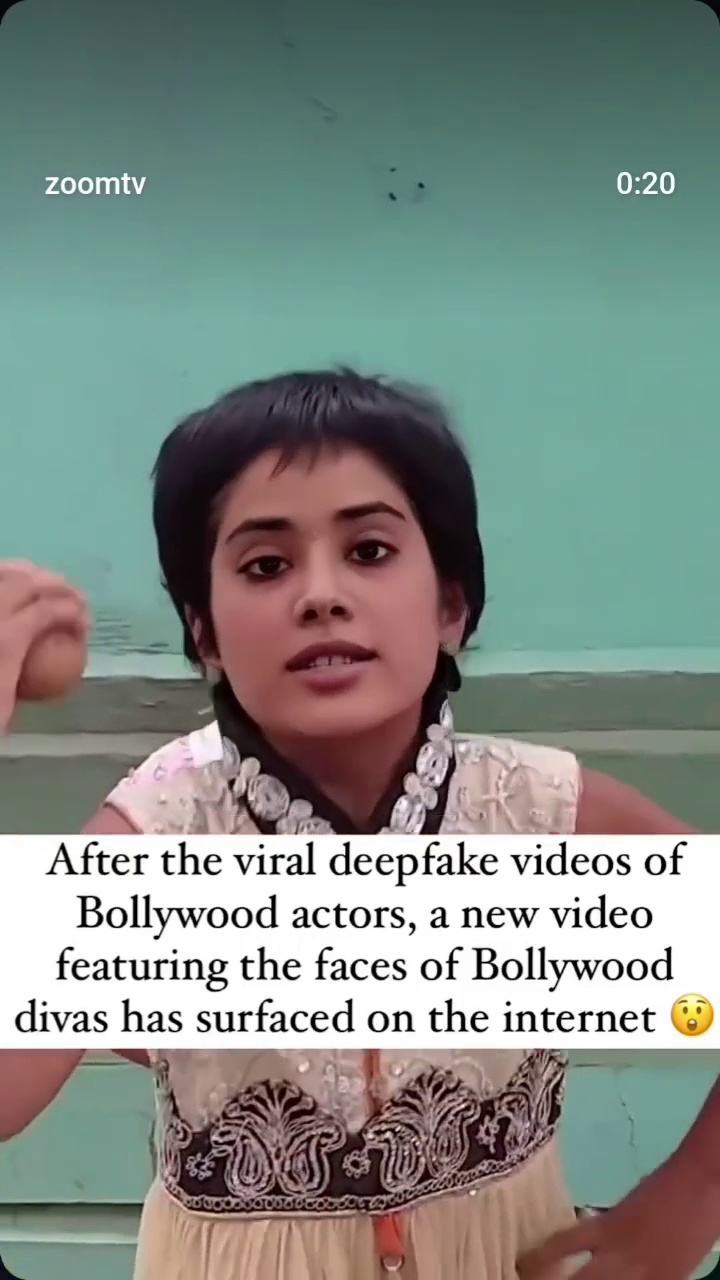 zoomtv
0:20
After the viral deepfake videos of
Bollywood actors, a new video
featuring the faces of Bollywood
divas has surfaced on the internet 😲